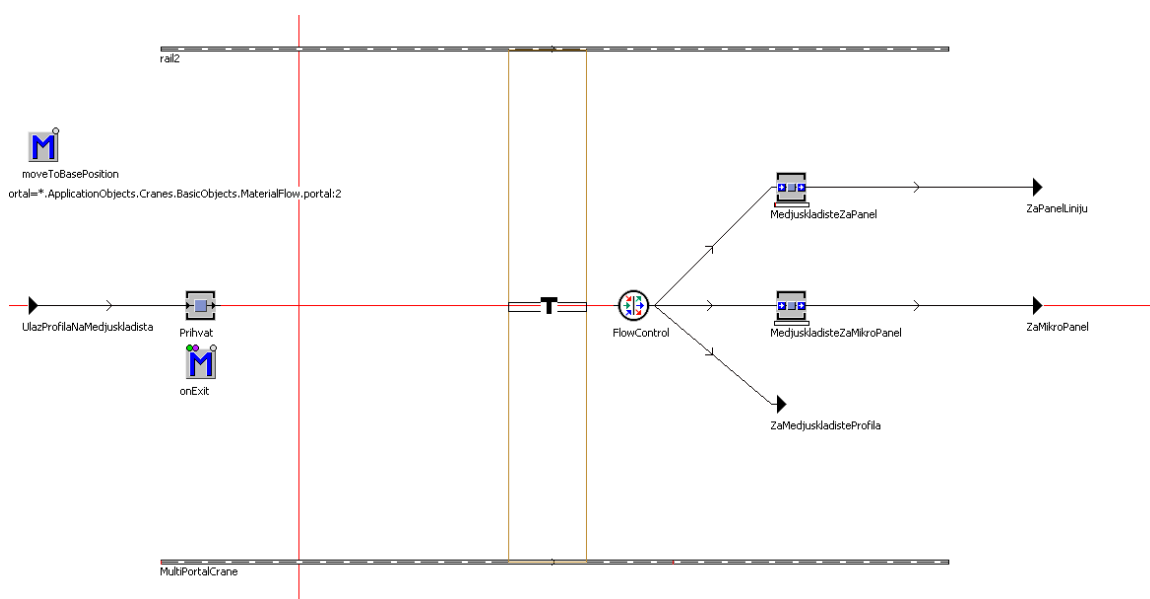 rail2
moveToBasePosition
ortal=*.ApplicationObjects.Cranes.BasicObjects.MaterialFlow.portal:2
MedjuskladisteZaPanel
ZaPanelLiniju
UlazProfilaNaMedjuskladista
Prihvat
FlowControl
MedjuskladisteZaMikroPanel
ZaMikroPanel
onExit
ZaMedjuskladisteProfila
MultiPortalCrane